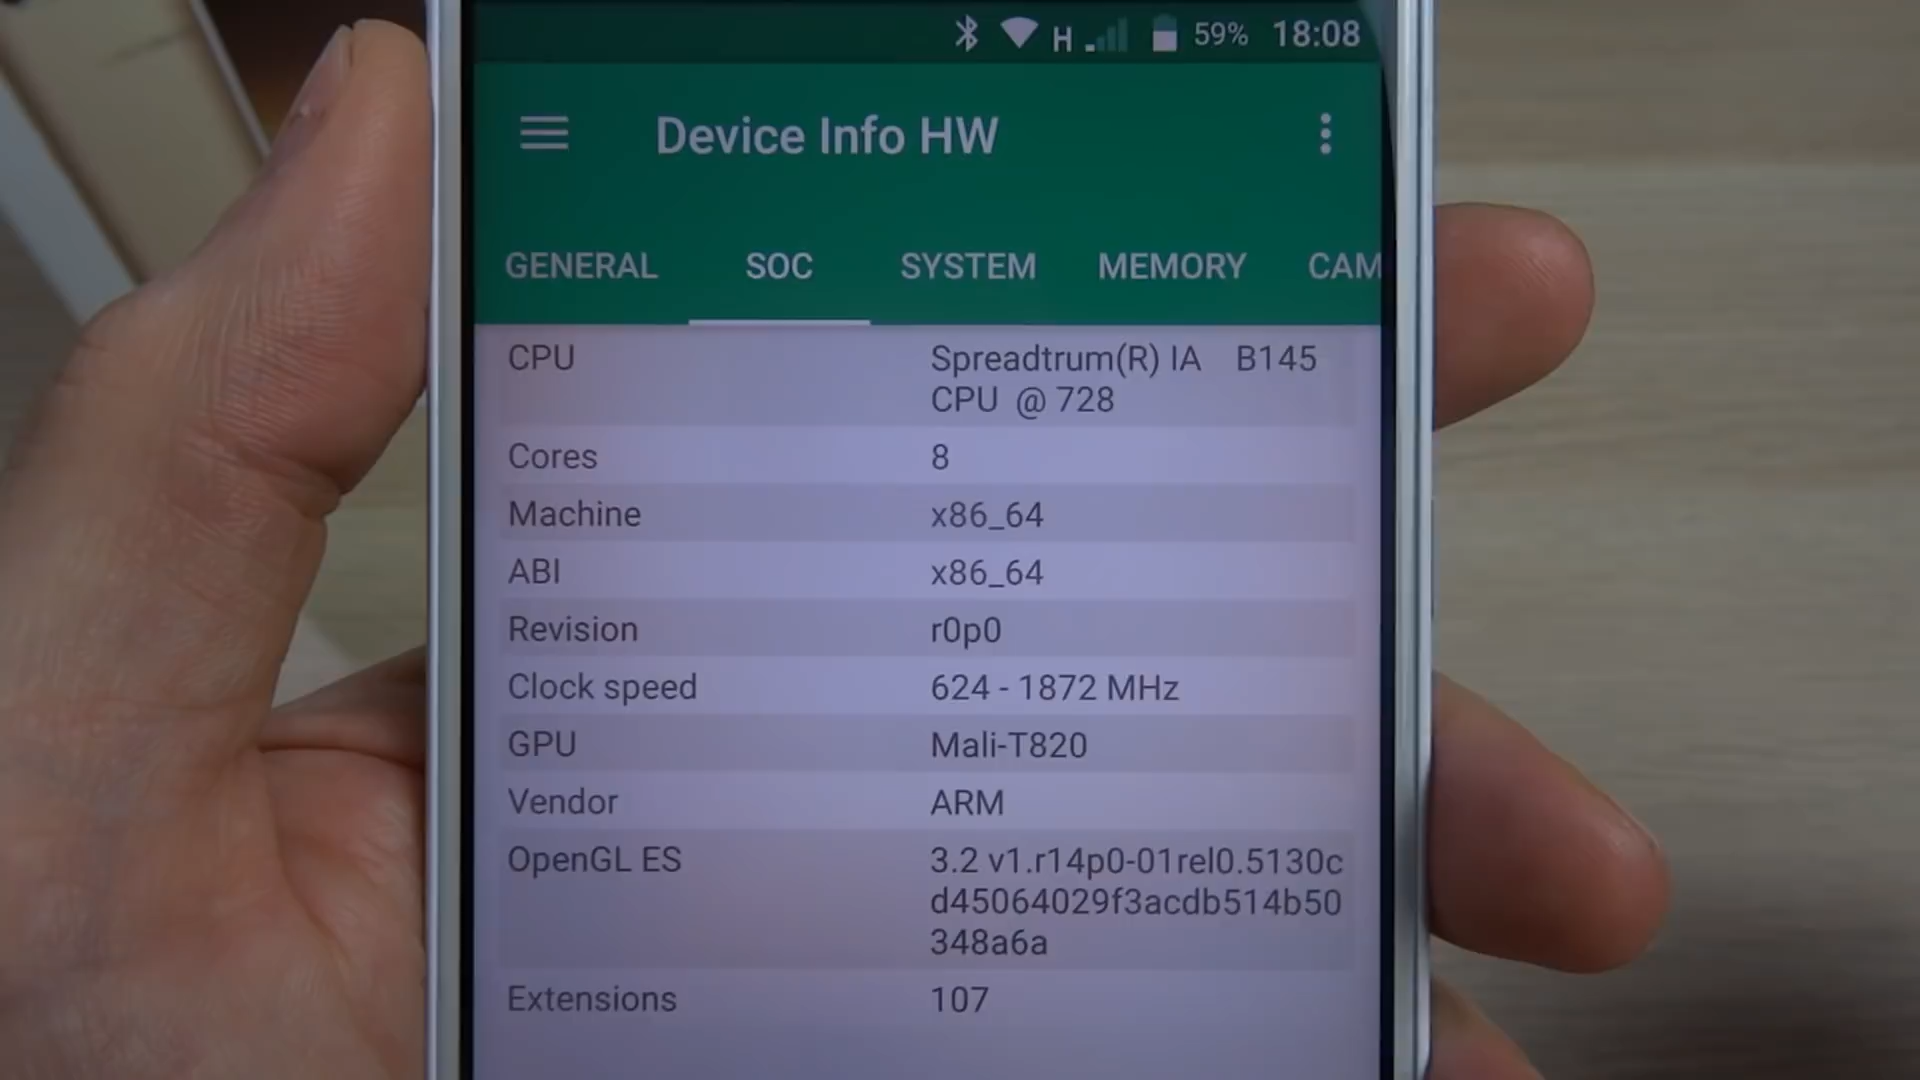 H 59% 18:08
Device Info HW
GENERAL SOC SYSTEM MEMORY CAM
CPU Spreadtrum(R) IA B145
CPU @ 728
Cores 8
Machine x86_64
ABI x86_64
Revision r0p0
Clock speed 624 - 1872 MHz
GPU Mali-T820
Vendor ARM
OpenGL ES 3.2 v1.r14p0-01rel0.5130c
d45064029f3acdb514b50
348a6a
Extensions 107